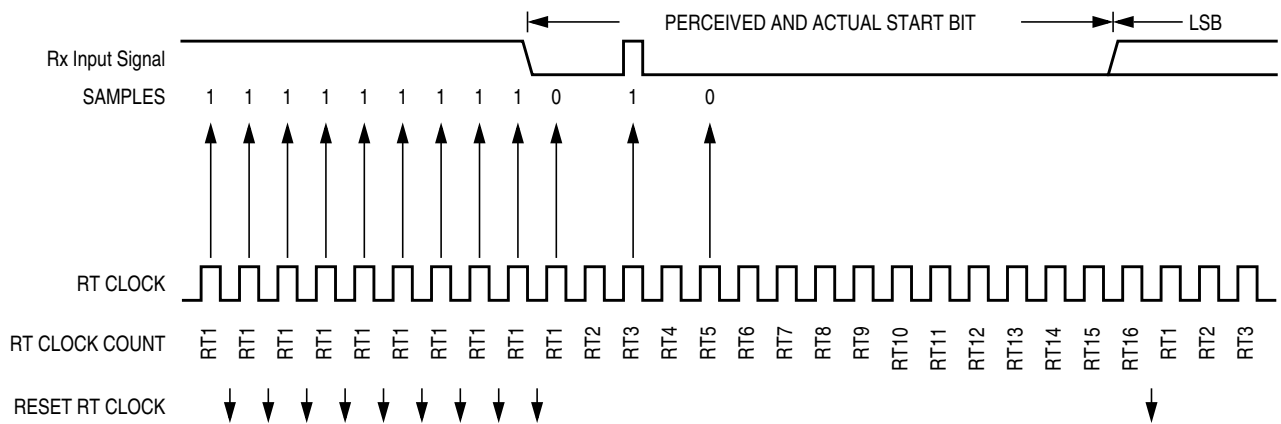 PERCEIVED AND ACTUAL START BIT LSB
Rx Input Signal
SAMPLES 1 1 1 1 1 1 1 1 1 0 1 0
RT CLOCK
RT CLOCK COUNT RT1 RT1 RT1 RT1 RT1 RT1 RT1 RT1 RT1 RT1 RT2 RT3 RT4 RT5 RT6 RT7 RT8 RT9 RT10 RT11 RT12 RT13 RT14 RT15 RT16 RT1 RT2 RT3
RESET RT CLOCK